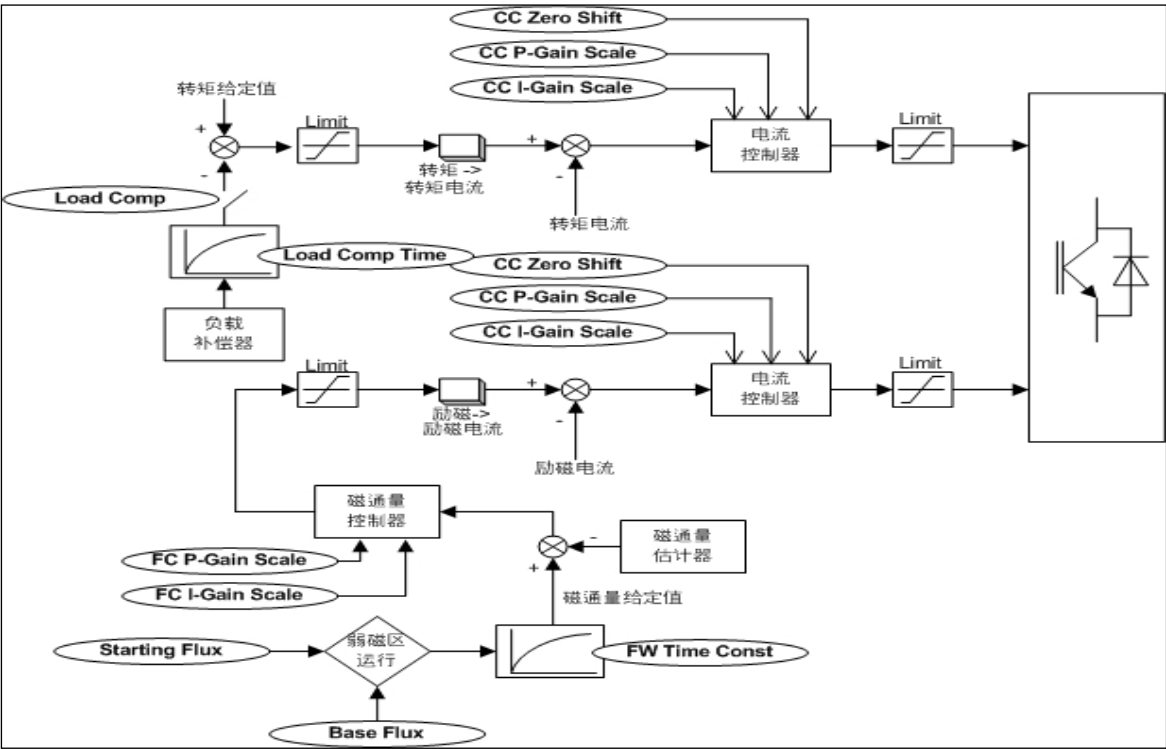 CC Zero Shift
CC P-Gain Scale
CC I-Gain Scale
转矩给定值
+
-
Limit
转矩 ->
转矩电流
+
-
转矩电流
电流
控制器
Limit
Load Comp
Load Comp Time
负载
补偿器
CC Zero Shift
CC P-Gain Scale
CC I-Gain Scale
Limit
励磁->
励磁电流
+
-
励磁电流
电流
控制器
Limit
磁通量
控制器
FC P-Gain Scale
FC I-Gain Scale
-
+
磁通量
估计器
磁通量给定值
Starting Flux
弱磁区
运行
FW Time Const
Base Flux